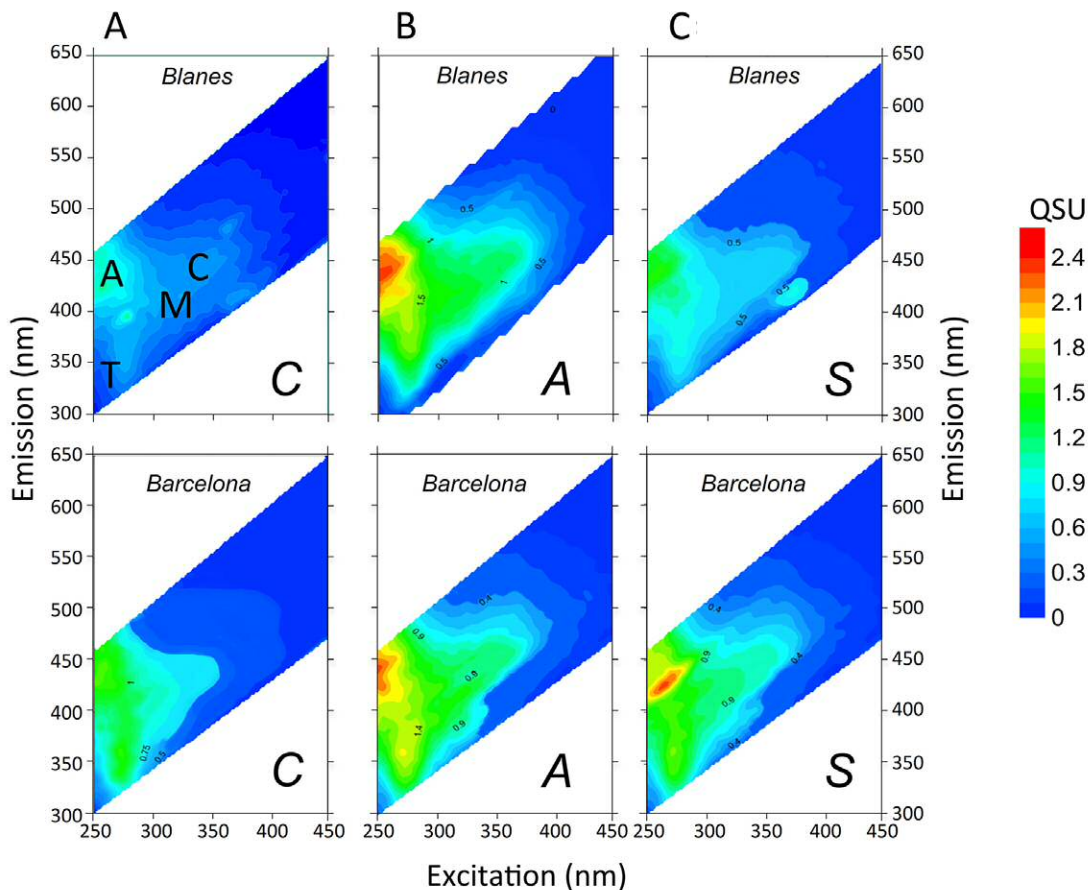 A B C
Blanes Blanes Blanes
650 600 550 500 450 400 350 300
A C M T
C
0 0.5 1 1.5 1 0.5 0.5
A
0.5 0.5 0.5
S
650 600 550 500 450 400 350 300
QSU
2.4 2.1 1.8 1.5 1.2 0.9 0.6 0.3 0
Emission (nm)
Emission (nm)
Barcelona Barcelona Barcelona
650 600 550 500 450 400 350 300
1 0.75 0.5
C
0.4 0.9 0.9 1.4 0.9
A
0.4 0.9 0.4 0.9 0.4
S
650 600 550 500 450 400 350 300
250 300 350 400 450 250 300 350 400 450 250 300 350 400 450
Excitation (nm)